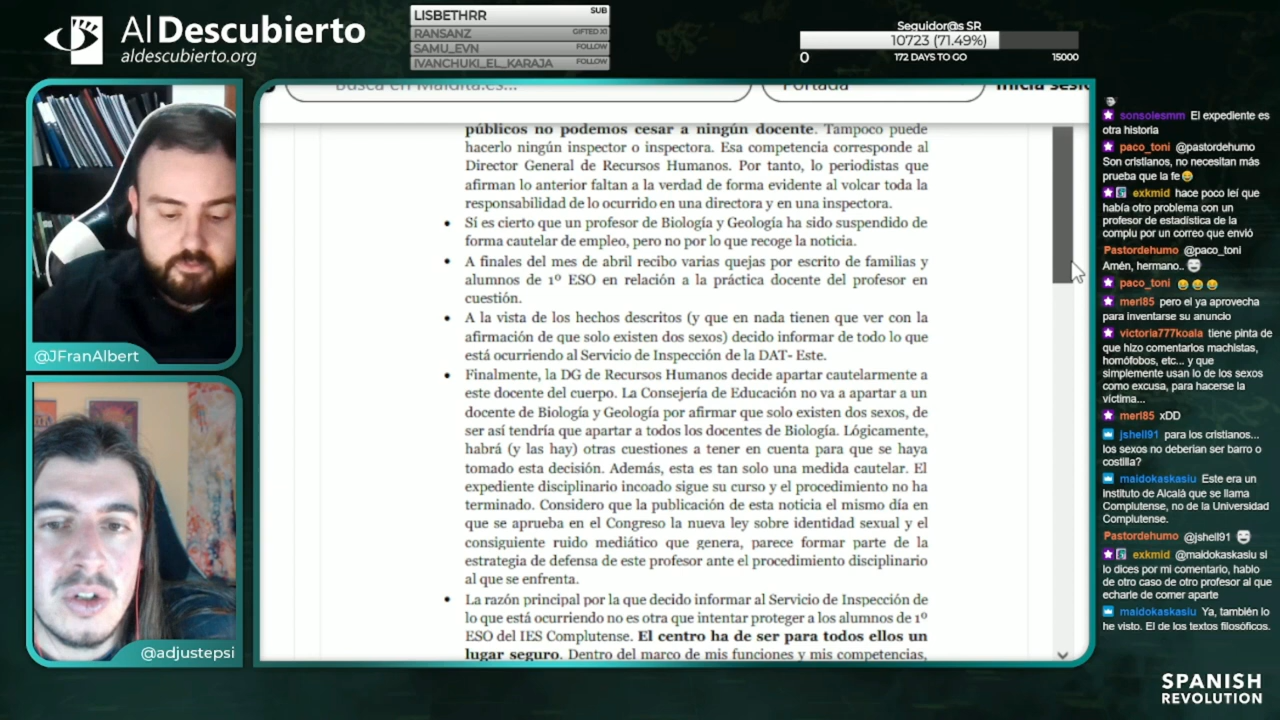 Al Descubierto
aldescubierto.org
LISBETHRR SUB
RANSANZ GIFTED X1
SAMU_EVN FOLLOW
IVANCHUKI_EL_KARAJA FOLLOW
Seguidor@s SR
10723 (71.49%)
0 172 DAYS TO GO 15000
@JFranAlbert
@adjustepsi
Busca en Maldita.es...
Portada
públicos no podemos cesar a ningún docente. Tampoco puede
hacerlo ningún inspector o inspectora. Esa competencia corresponde al
Director General de Recursos Humanos. Por tanto, lo periodistas que
afirman lo anterior faltan a la verdad de forma evidente al volcar toda la
responsabilidad de lo ocurrido en una directora y en una inspectora.
• Sí es cierto que un profesor de Biología y Geología ha sido suspendido de
forma cautelar de empleo, pero no por lo que recoge la noticia.
• A finales del mes de abril recibo varias quejas por escrito de familias y
alumnos de 1º ESO en relación a la práctica docente del profesor en
cuestión.
• A la vista de los hechos descritos (y que en nada tienen que ver con la
afirmación de que solo existen dos sexos) decido informar de todo lo que
está ocurriendo al Servicio de Inspección de la DAT- Este.
• Finalmente, la DG de Recursos Humanos decide apartar cautelarmente a
este docente del cuerpo. La Consejería de Educación no va a apartar a un
docente de Biología y Geología por afirmar que solo existen dos sexos, de
ser así tendría que apartar a todos los docentes de Biología. Lógicamente,
habrá (y las hay) otras cuestiones a tener en cuenta para que se haya
tomado esta decisión. Además, esta es tan solo una medida cautelar. El
expediente disciplinario incoado sigue su curso y el procedimiento no ha
terminado. Considero que la publicación de esta noticia el mismo día en
que se aprueba en el Congreso la nueva ley sobre identidad sexual y el
consiguiente ruido mediático que genera, parece formar parte de la
estrategia de defensa de este profesor ante el procedimiento disciplinario
al que se enfrenta.
• La razón principal por la que decido informar al Servicio de Inspección de
lo que está ocurriendo no es otra que intentar proteger a los alumnos de 1º
ESO del IES Complutense. El centro ha de ser para todos ellos un
lugar seguro. Dentro del marco de mis funciones y mis competencias,
sonsolesmm El expediente es
otra historia
paco_toni @pastordehumo
Son cristianos, no necesitan más
prueba que la fe
exkmid hace poco leí que
había otro problema con un
profesor de estadística de la
complu por un correo que envió
Pastordehumo @paco_toni
Amén, hermano..
paco_toni
merl85 pero el ya aprovecha
para inventarse su anuncio
victoria777koala tiene pinta de
que hizo comentarios machistas,
homófobos, etc... y que
simplemente usan lo de los sexos
como excusa, para hacerse la
víctima...
merl85 xDD
jshell91 para los cristianos...
los sexos no deberian ser barro o
costilla?
maidokaskasiu Este era un
Instituto de Alcalá que se llama
Complutense, no de la Universidad
Complutense.
Pastordehumo @jshell91
exkmid @maidokaskasiu si
lo dices por mi comentario, hablo
de otro caso de otro profesor al que
echarle de comer aparte
maidokaskasiu Ya, también lo
he visto. El de los textos filosóficos.
SPANISH
REVOLUTION